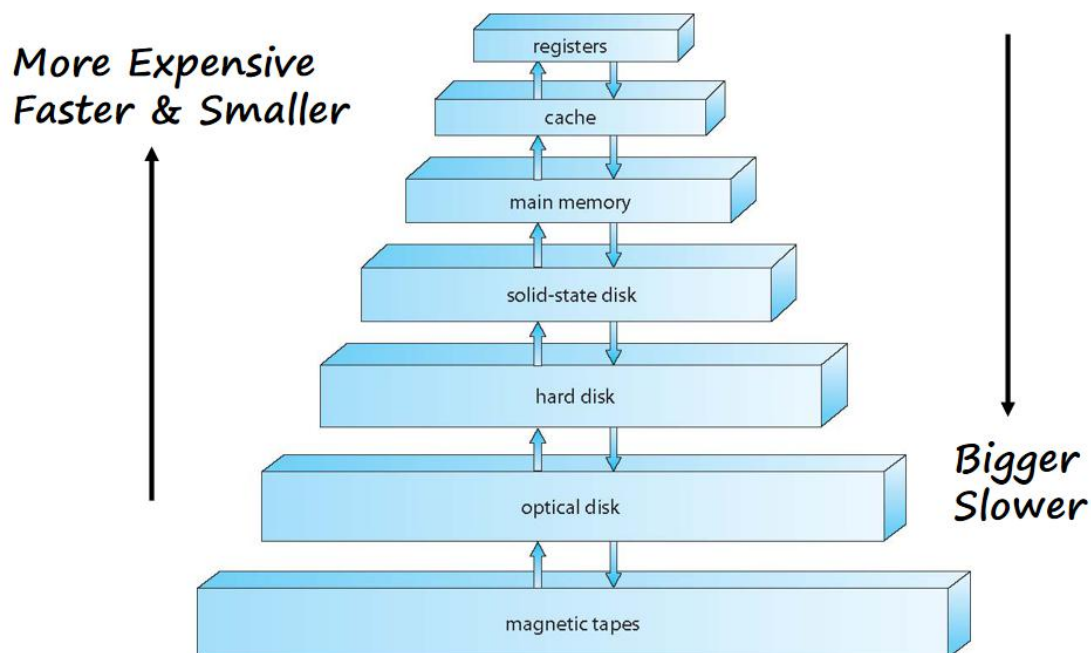 More Expensive
Faster & Smaller
registers
cache
main memory
solid-state disk
hard disk
optical disk
magnetic tapes
Bigger
Slower